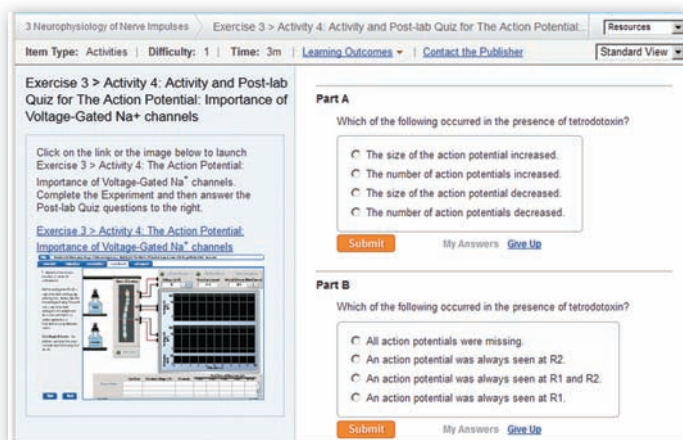 3 Neurophysiology of Nerve Impulses
Exercise 3 > Activity 4: Activity and Post-lab Quiz for The Action Potential:
Resources
Item Type: Activities | Difficulty: 1 | Time: 3m | Learning Outcomes | Contact the Publisher
Standard View
Exercise 3 > Activity 4: Activity and Post-lab
Quiz for The Action Potential: Importance of
Voltage-Gated Na+ channels
Click on the link or the image below to launch
Exercise 3 > Activity 4: The Action Potential:
Importance of Voltage-Gated Na+ channels.
Complete the Experiment and then answer the
Post-lab Quiz questions to the right.
Exercise 3 > Activity 4: The Action Potential:
Importance of Voltage-Gated Na+ channels
Part A
Which of the following occurred in the presence of tetrodotoxin?
The size of the action potential increased.
The number of action potentials increased.
The size of the action potential decreased.
The number of action potentials decreased.
Submit
My Answers Give Up
Part B
Which of the following occurred in the presence of tetrodotoxin?
All action potentials were missing.
An action potential was always seen at R2.
An action potential was always seen at R1 and R2.
An action potential was always seen at R1.
Submit
My Answers Give Up